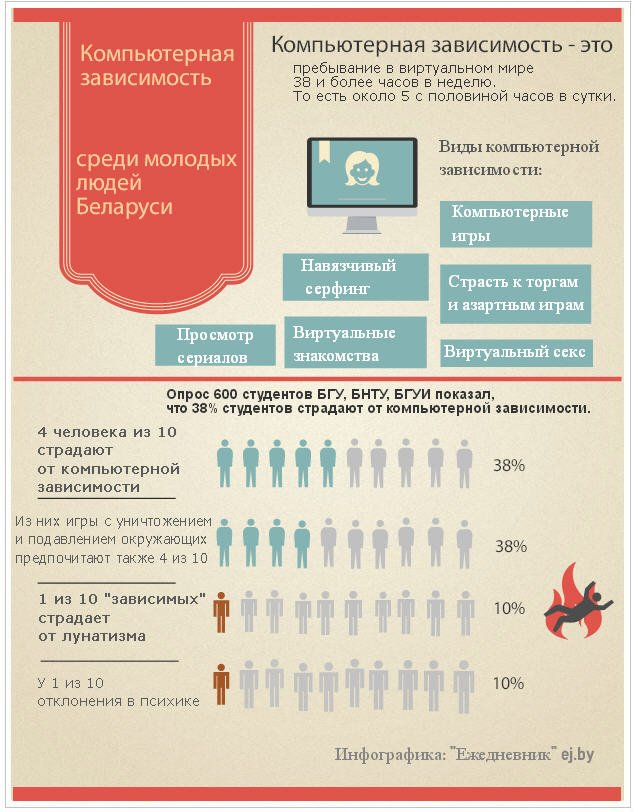 Компьютерная
зависимость
среди молодых
людей
Беларуси
Компьютерная зависимость - это
пребывание в виртуальном мире
38 и более часов в неделю.
То есть около 5 с половиной часов в сутки.
Виды компьютерной
зависимости:
Компьютерные
игры
Навязчивый
серфинг
Страсть к торгам
и азартным играм
Просмотр
сериалов
Виртуальные
знакомства
Виртуальный секс
Опрос 600 студентов БГУ, БНТУ, БГУИ показал,
что 38% студентов страдают от компьютерной зависимости.
4 человека из 10
страдают
от компьютерной
зависимости
38%
Из них игры с уничтожением
и подавлением окружающих
предпочитают также 4 из 10
38%
1 из 10 "зависимых"
страдает
от лунатизма
10%
У 1 из 10
отклонения в психике
10%
Инфографика: "Ежедневник" ej.by